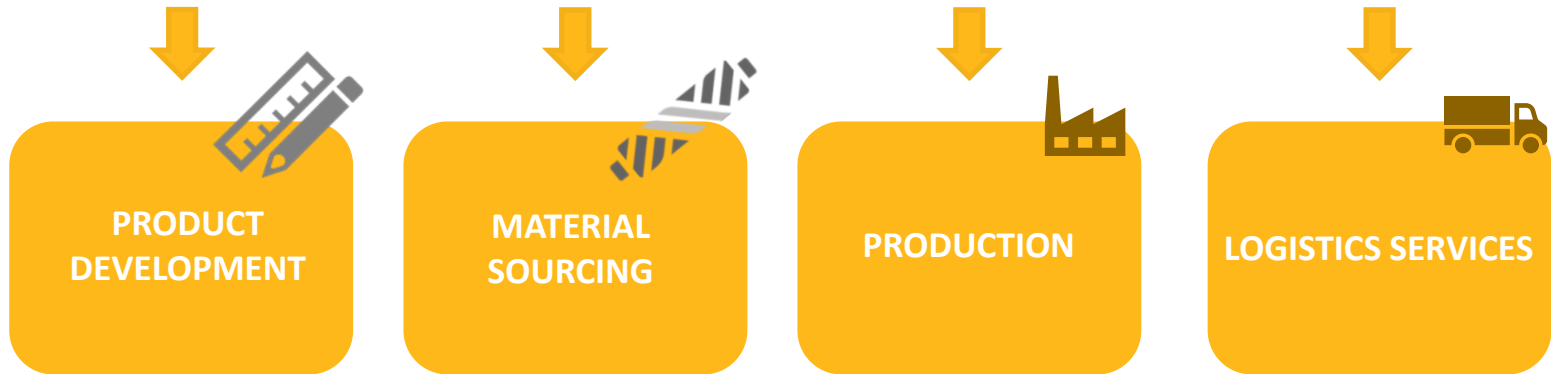 PRODUCT
DEVELOPMENT
MATERIAL
SOURCING
PRODUCTION
LOGISTICS SERVICES